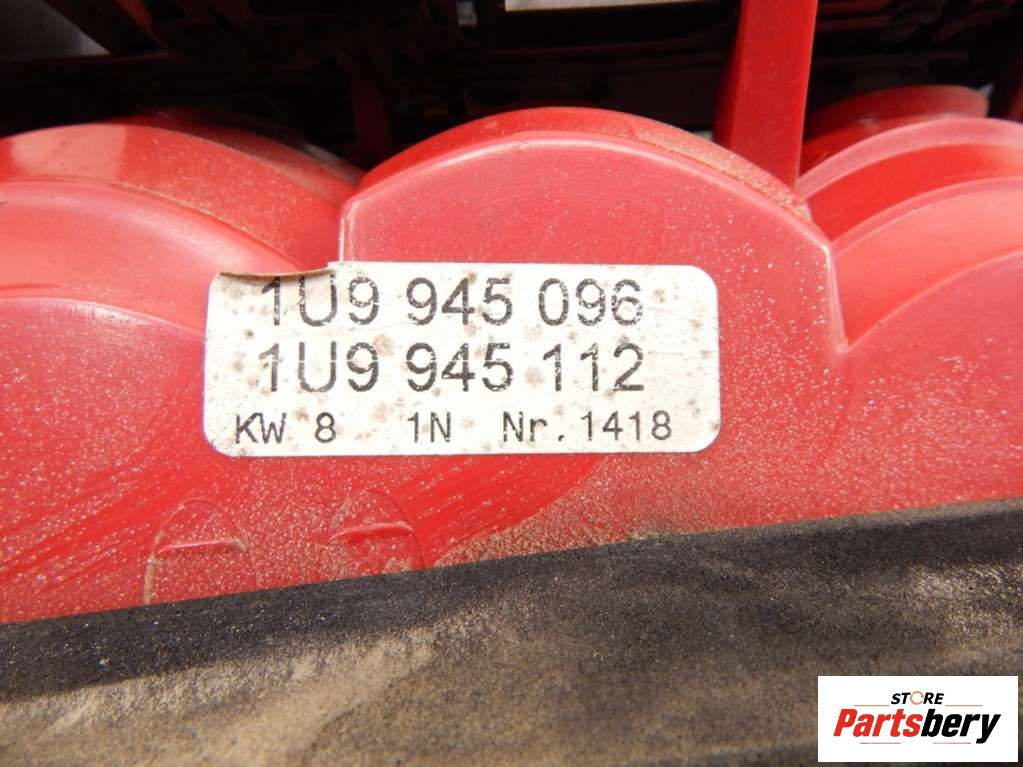 1U9 945 096
1U9 945 112
KW 8 1N Nr. 1418
STORE
Partsbery